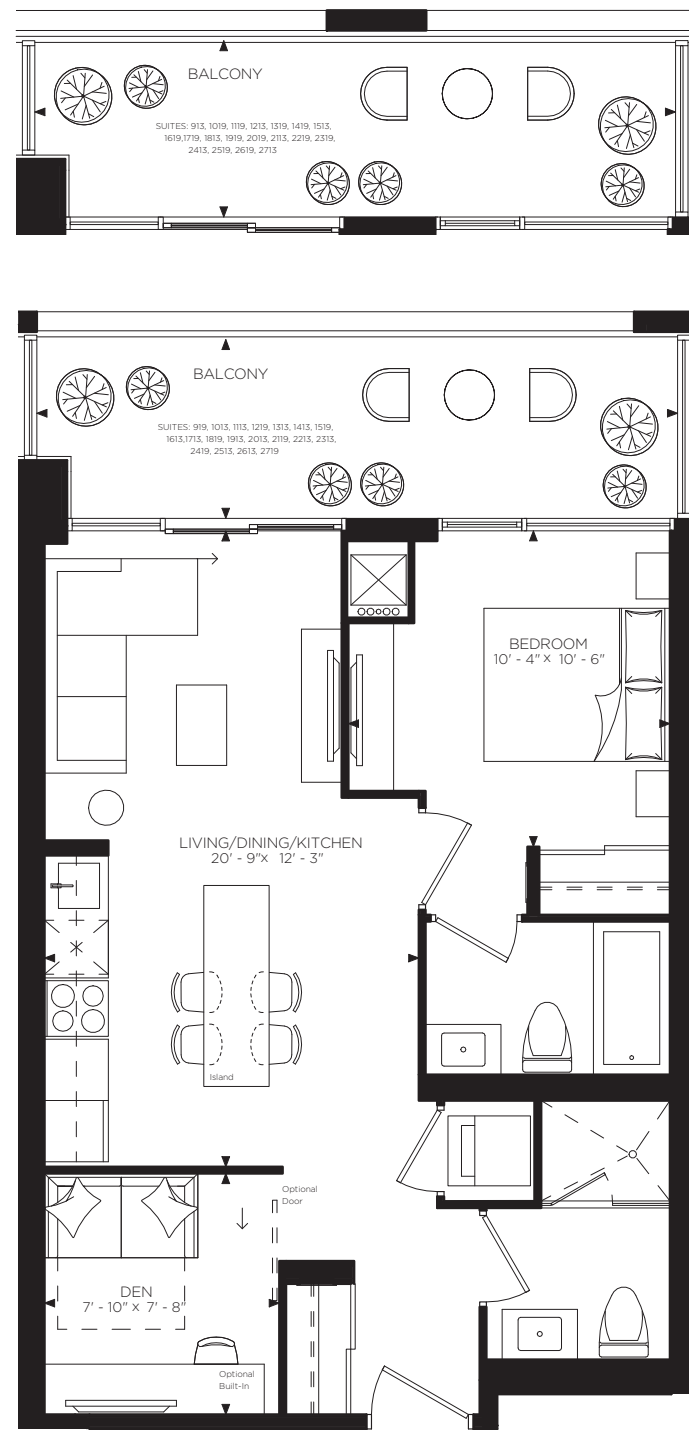 BALCONY
SUITES: 913, 1019, 1119, 1213, 1319, 1419, 1513,
1619,1719, 1813, 1919, 2019, 2113, 2219, 2319,
2413, 2519, 2619, 2713
BALCONY
SUITES: 919, 1013, 1113, 1219, 1313, 1413, 1519,
1613,1713, 1819, 1913, 2013, 2119, 2213, 2313,
2419, 2513, 2613, 2719
BEDROOM
10' - 4" x 10' - 6"
LIVING/DINING/KITCHEN
20' - 9"x 12' - 3"
Island
Optional
Door
DEN
7' - 10" x 7' - 8"
Optional
Built-In